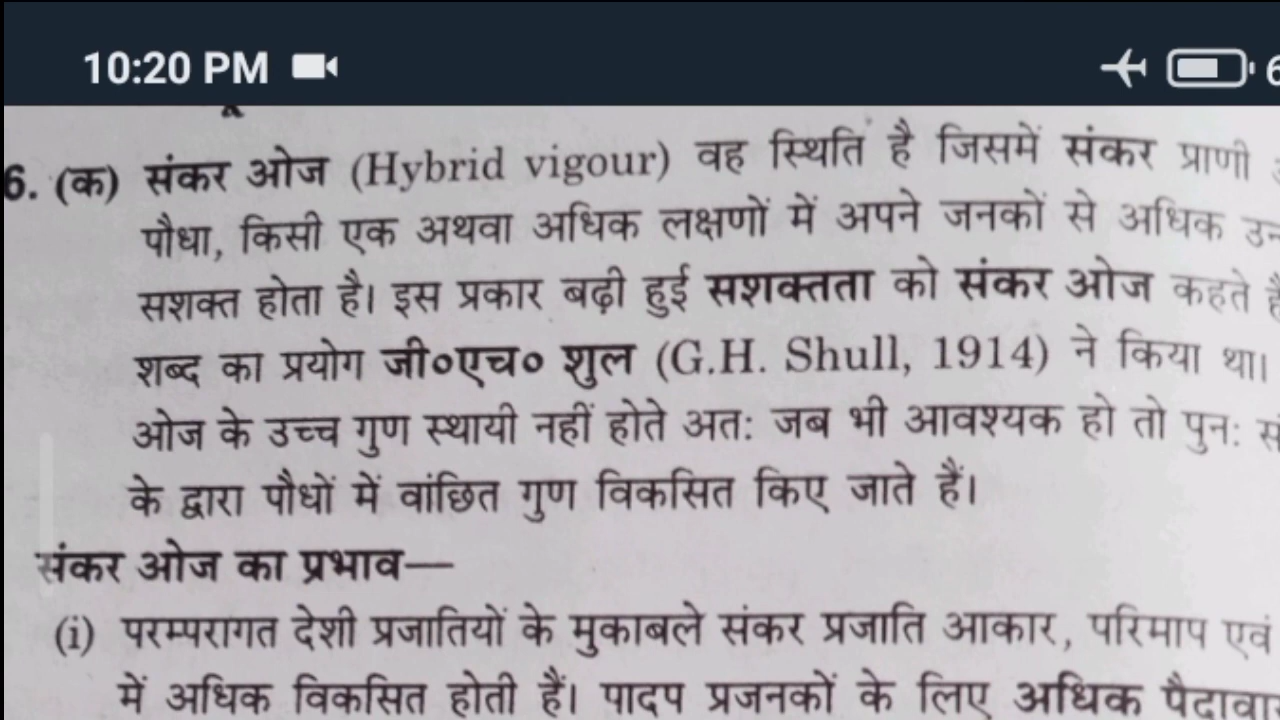 10:20 PM
6. (क) संकर ओज (Hybrid vigour) वह स्थिति है जिसमें संकर प्राणी
पौधा, किसी एक अथवा अधिक लक्षणों में अपने जनकों से अधिक
सशक्त होता है। इस प्रकार बढ़ी हुई सशक्तता को संकर ओज कहते
शब्द का प्रयोग जी०एच० शुल (G.H. Shull, 1914) ने किया था।
ओज के उच्च गुण स्थायी नहीं होते अत: जब भी आवश्यक हो तो पुन:
के द्वारा पौधों में वांछित गुण विकसित किए जाते हैं।
संकर ओज का प्रभाव—
(i) परम्परागत देशी प्रजातियों के मुकाबले संकर प्रजाति आकार, परिमाप एवं
में अधिक विकसित होती हैं। पादप प्रजनकों के लिए अधिक